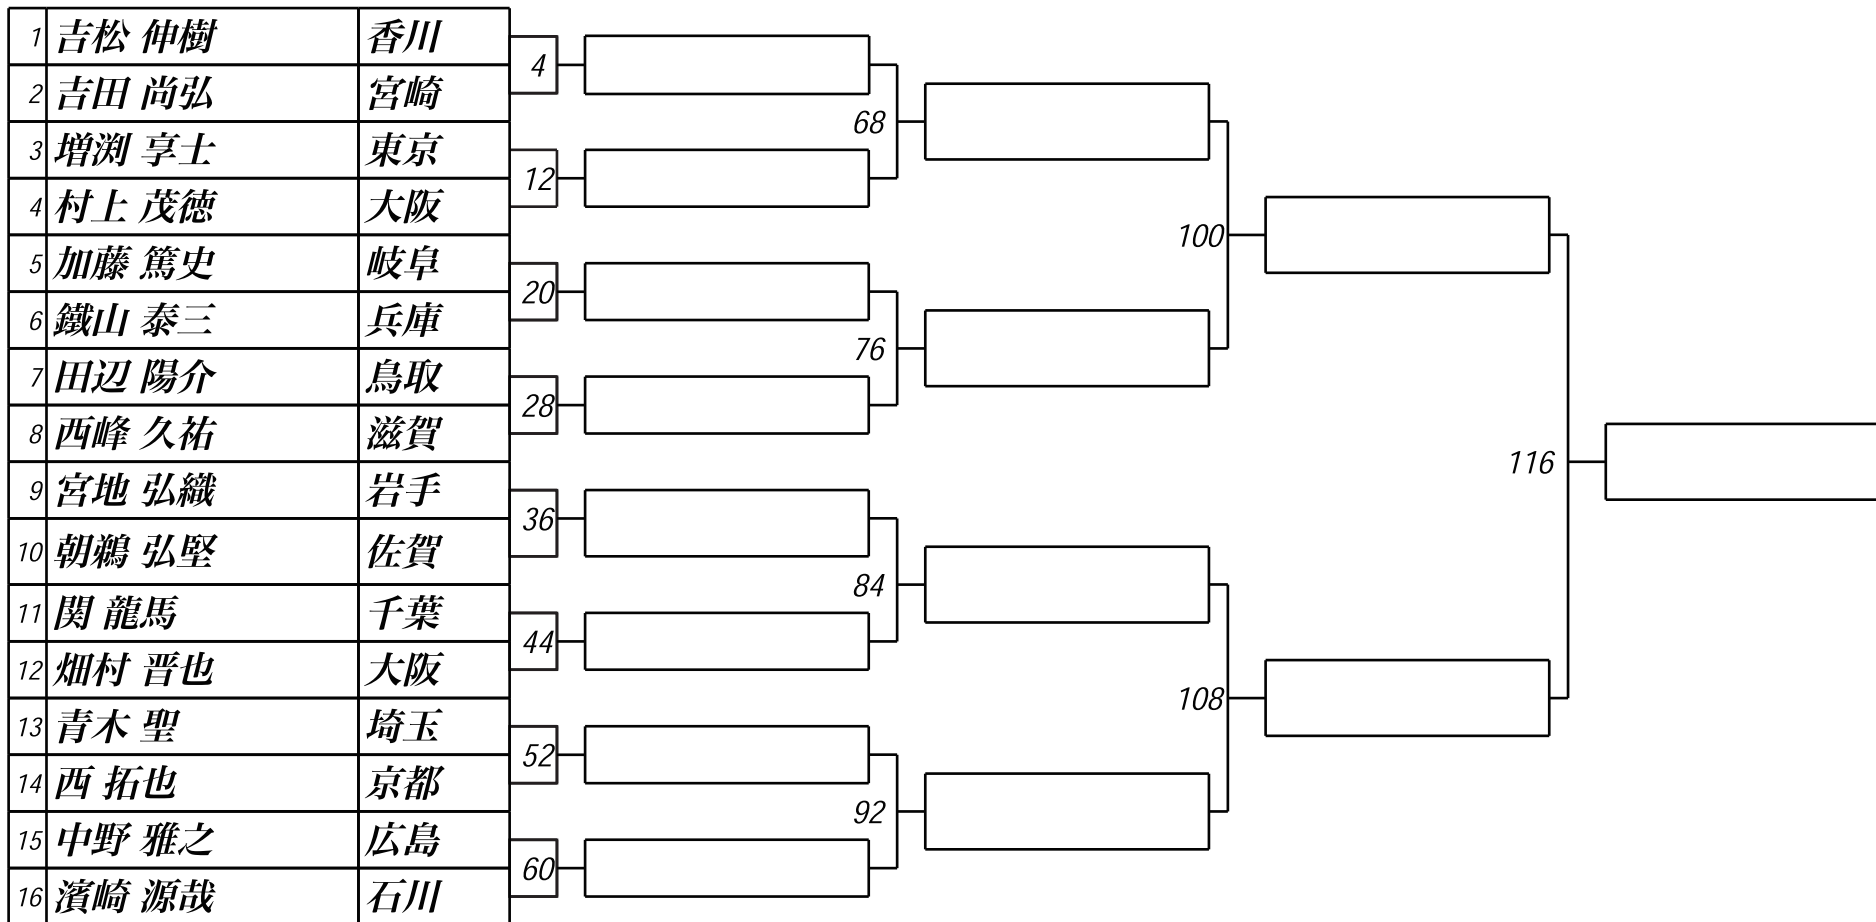 1 吉松 伸樹 香川
2 吉田 尚弘 宮崎
3 増渕 享士 東京
4 村上 茂徳 大阪
5 加藤 篤史 岐阜
6 鐵山 泰三 兵庫
7 田辺 陽介 鳥取
8 西峰 久祐 滋賀
9 宮地 弘織 岩手
10 朝鵜 弘堅 佐賀
11 関 龍馬 千葉
12 畑村 晋也 大阪
13 青木 聖 埼玉
14 西 拓也 京都
15 中野 雅之 広島
16 濱崎 源哉 石川
4
12
20
28
36
44
52
60
68
76
84
92
100
108
116